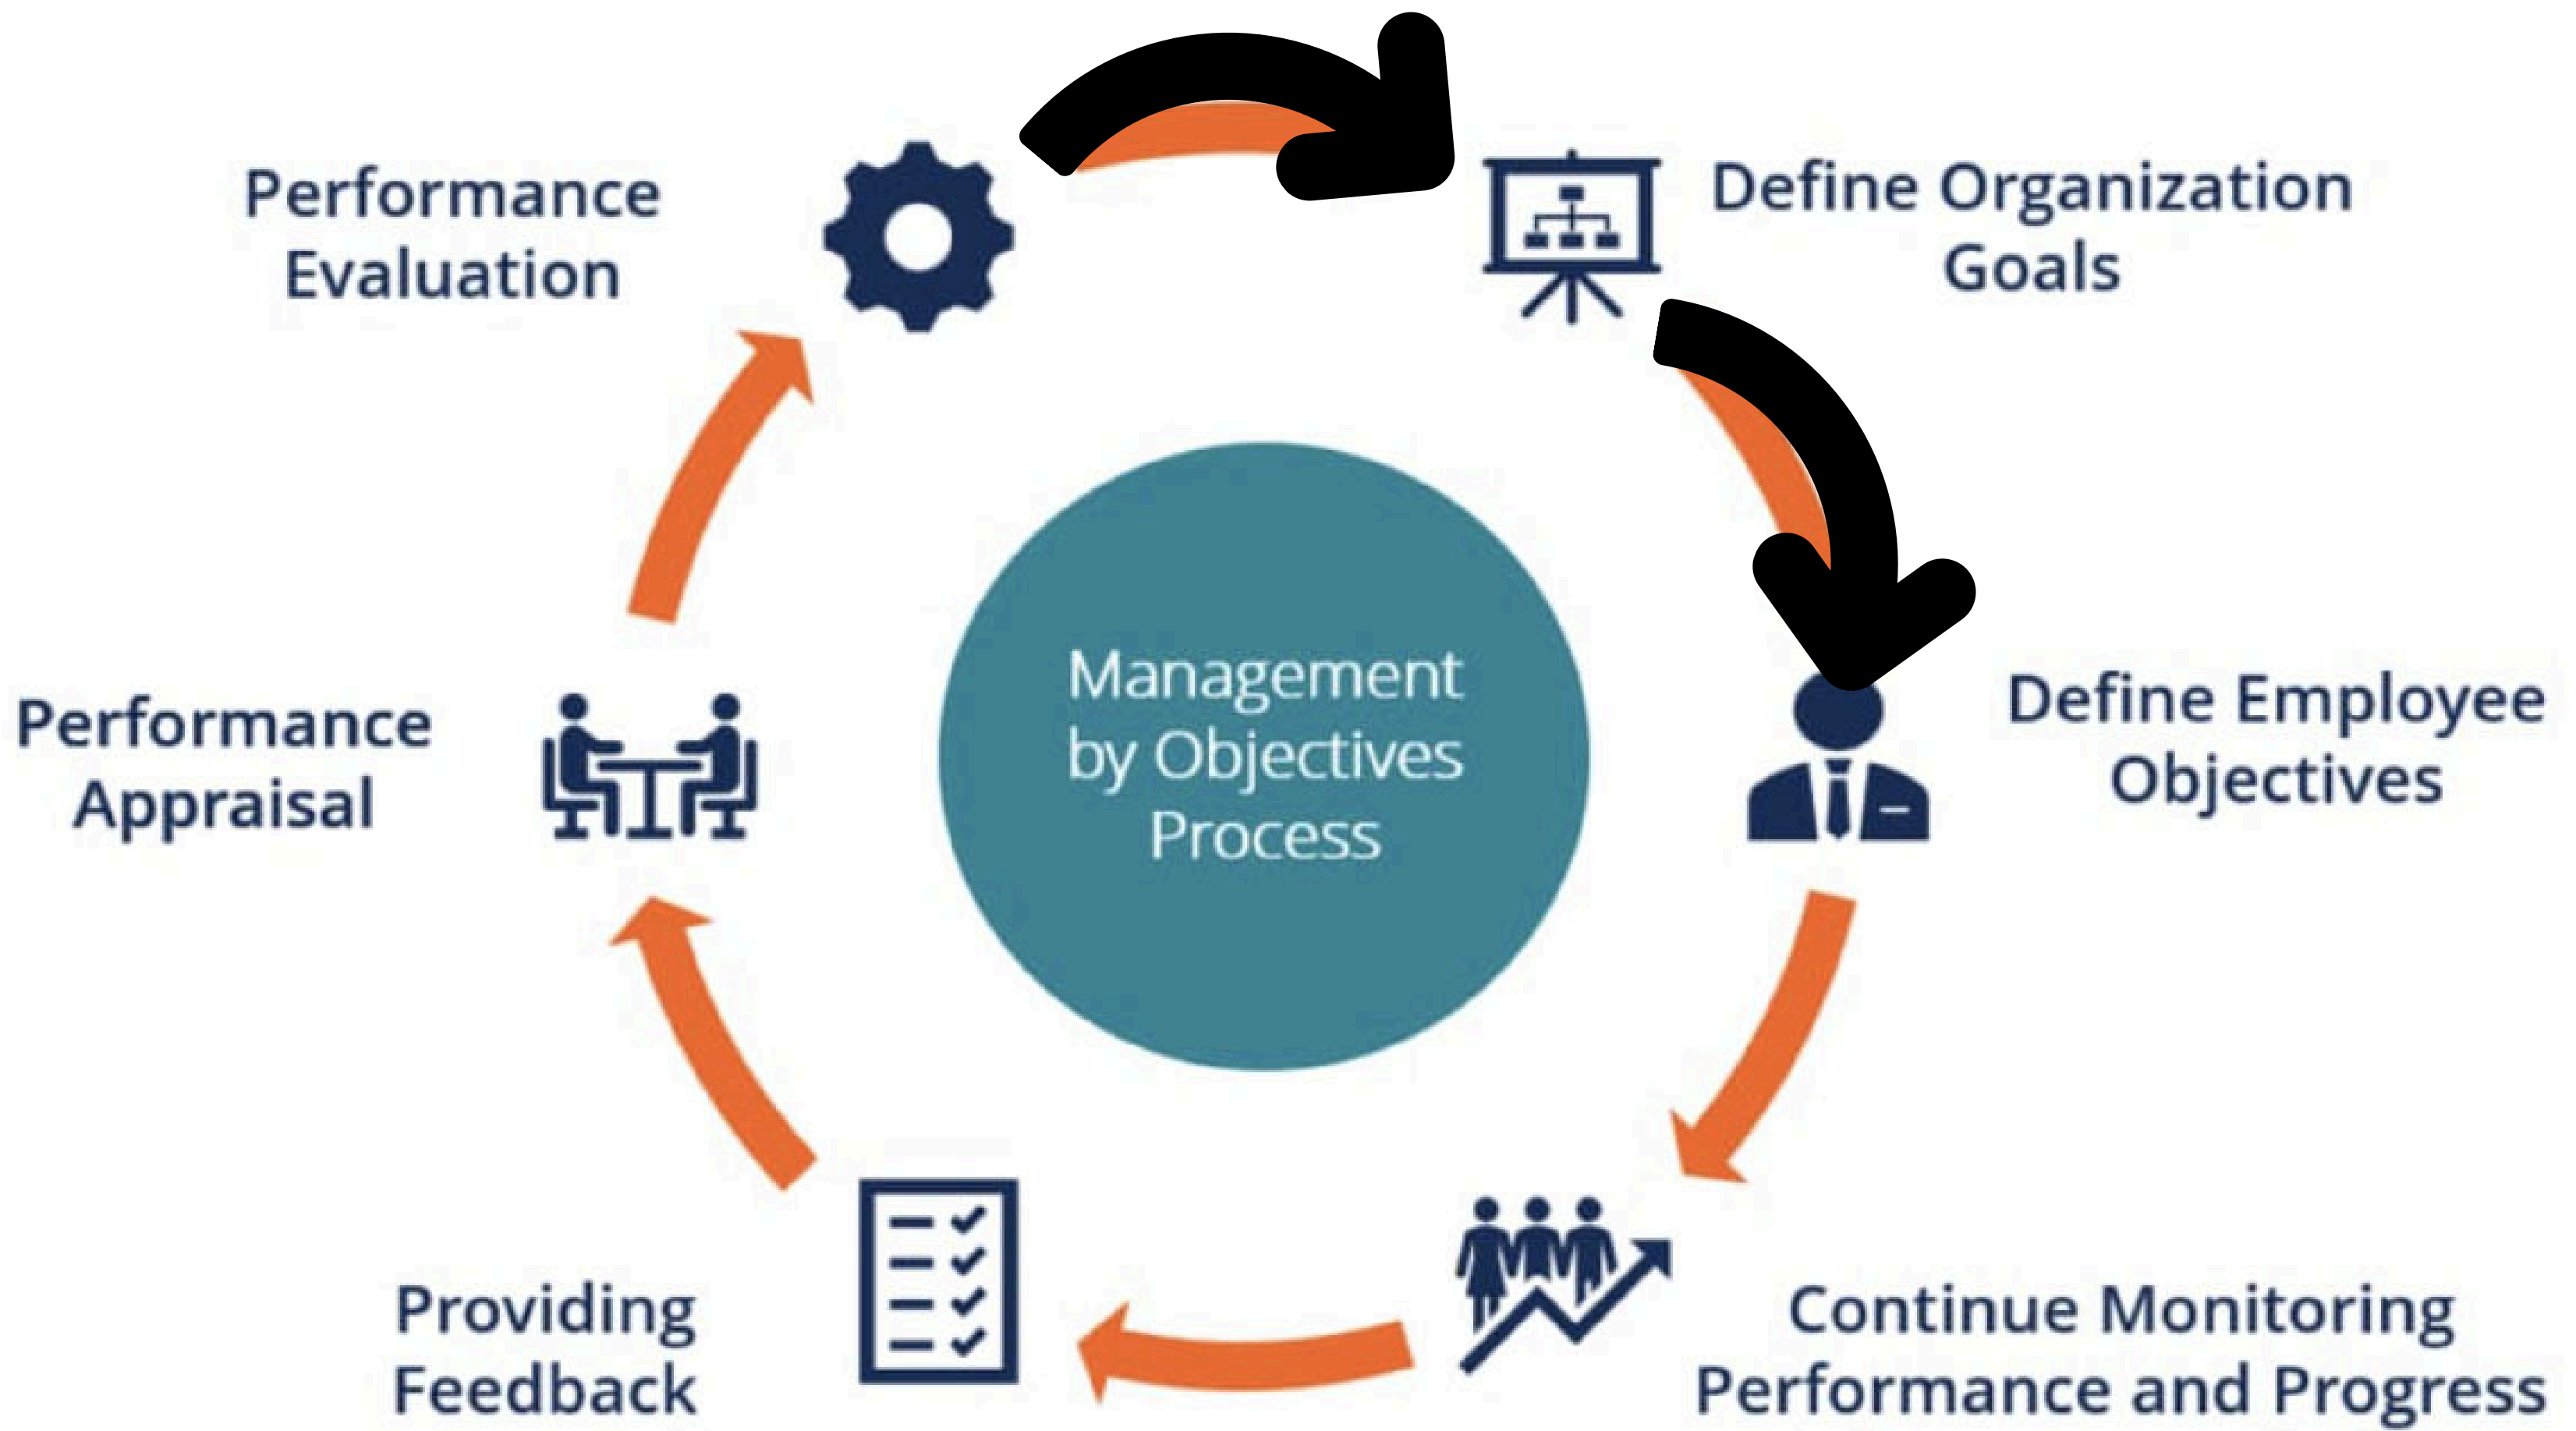 Performance
Evaluation
Define Organization
Goals
Management
by Objectives
Process
Define Employee
Objectives
Performance
Appraisal
Providing
Feedback
Continue Monitoring
Performance and Progress